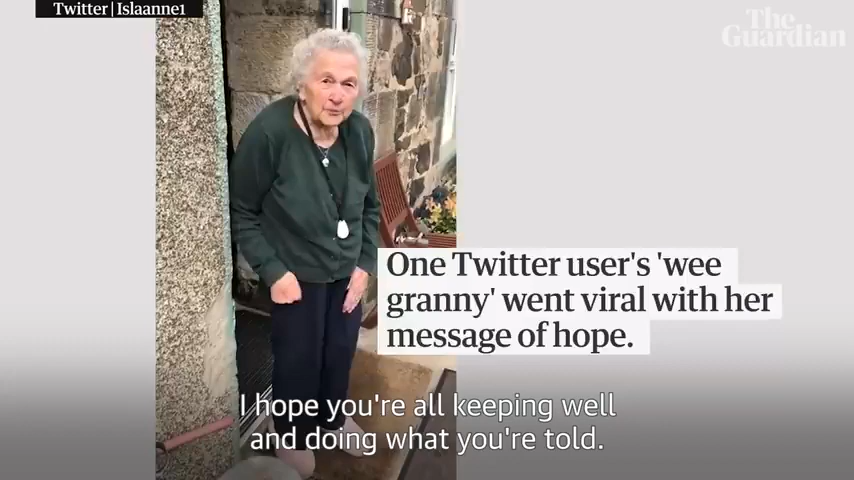 Twitter | Islaanne1
The
Guardian
One Twitter user's 'wee
granny' went viral with her
message of hope.
I hope you're all keeping well
and doing what you're told.